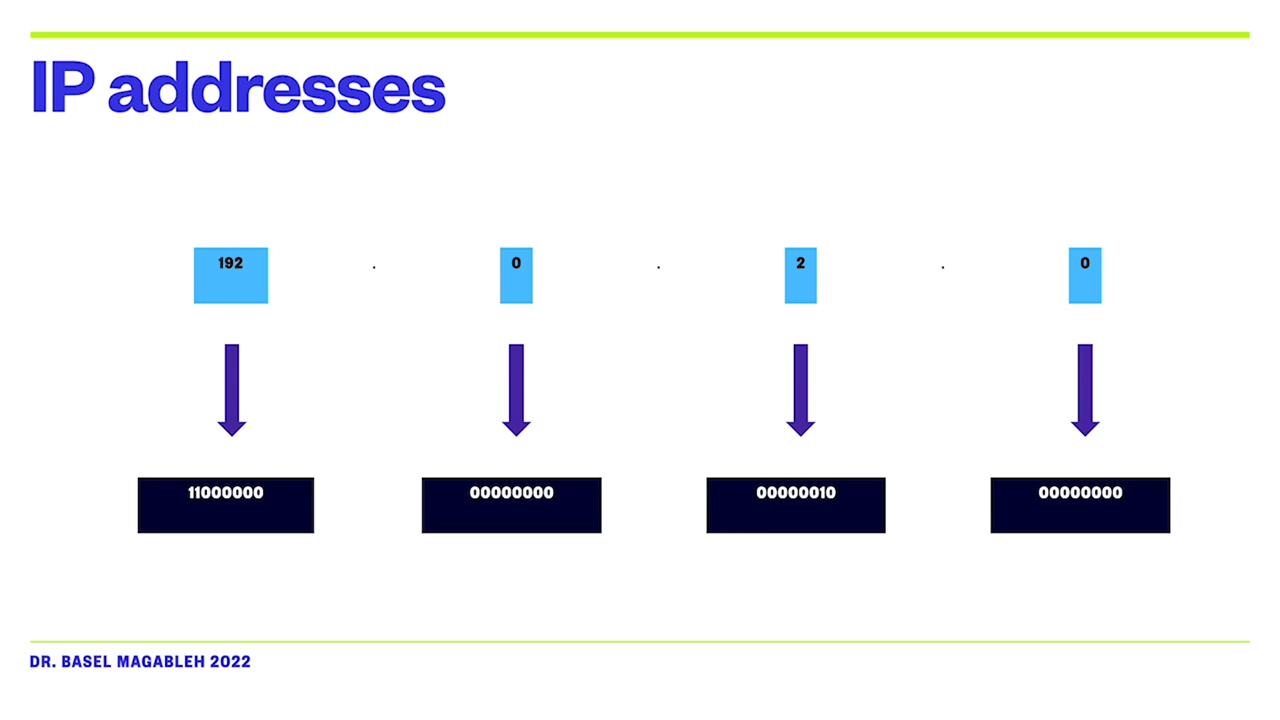 IP addresses
192 . 0 . 2 . 0
11000000 00000000 00000010 00000000
DR. BASEL MAGABLEH 2022